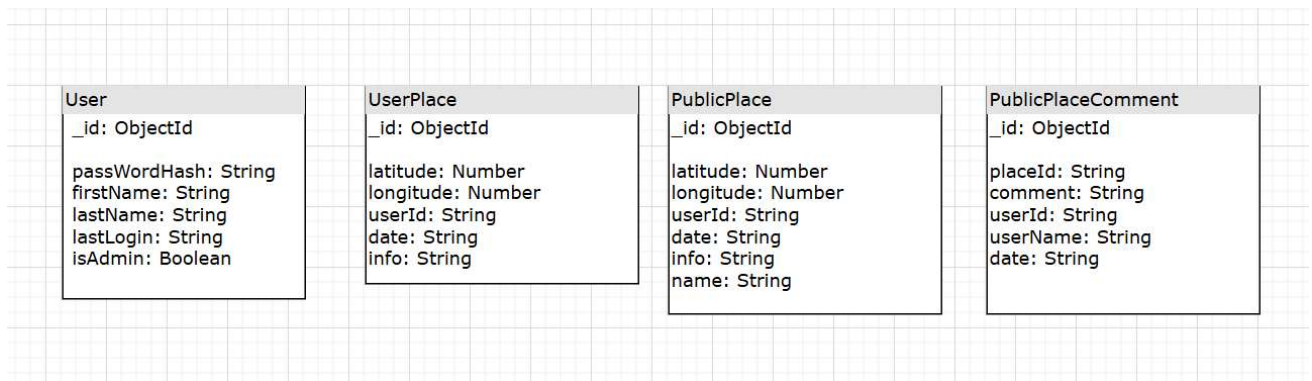 User
_id: ObjectId
passWordHash: String
firstName: String
lastName: String
lastLogin: String
isAdmin: Boolean
UserPlace
_id: ObjectId
latitude: Number
longitude: Number
userId: String
date: String
info: String
PublicPlace
_id: ObjectId
latitude: Number
longitude: Number
userId: String
date: String
info: String
name: String
PublicPlaceComment
_id: ObjectId
placeId: String
comment: String
userId: String
userName: String
date: String